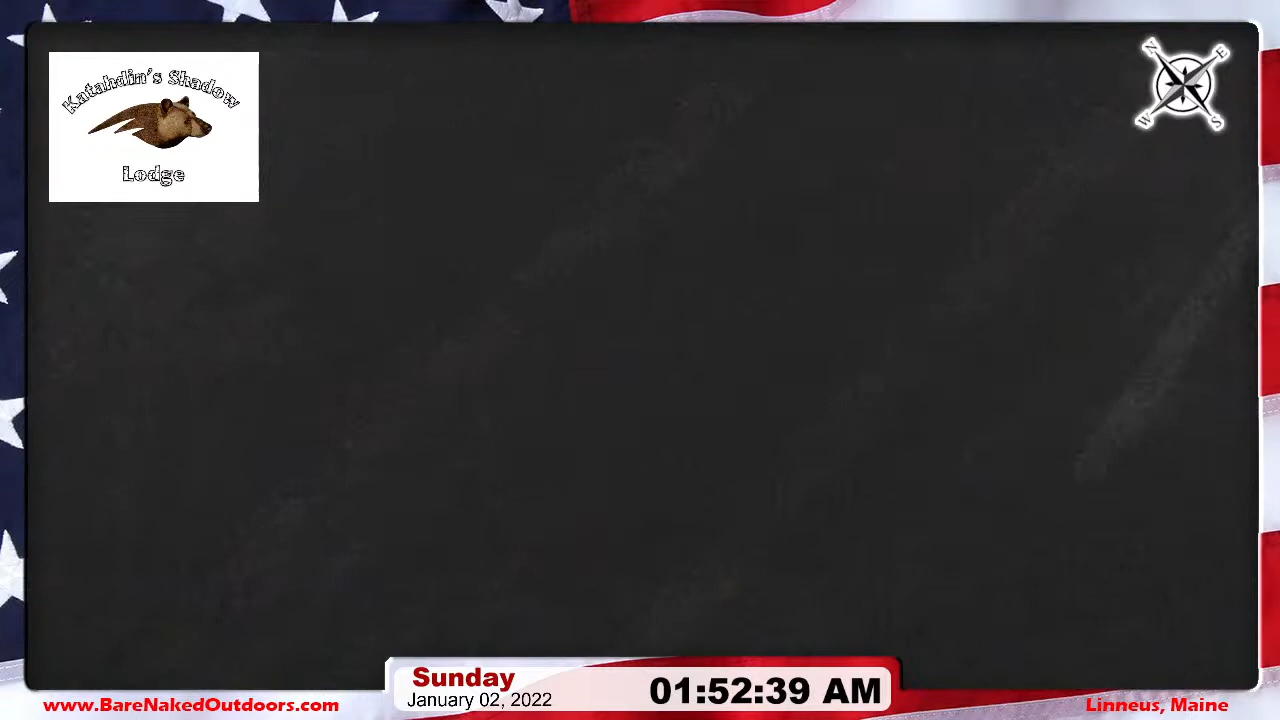 Katahdin's Shadow
Lodge
N
E
W
S
Sunday
January 02, 2022
01:52:39 AM
www.BareNakedOutdoors.com
Linneus, Maine